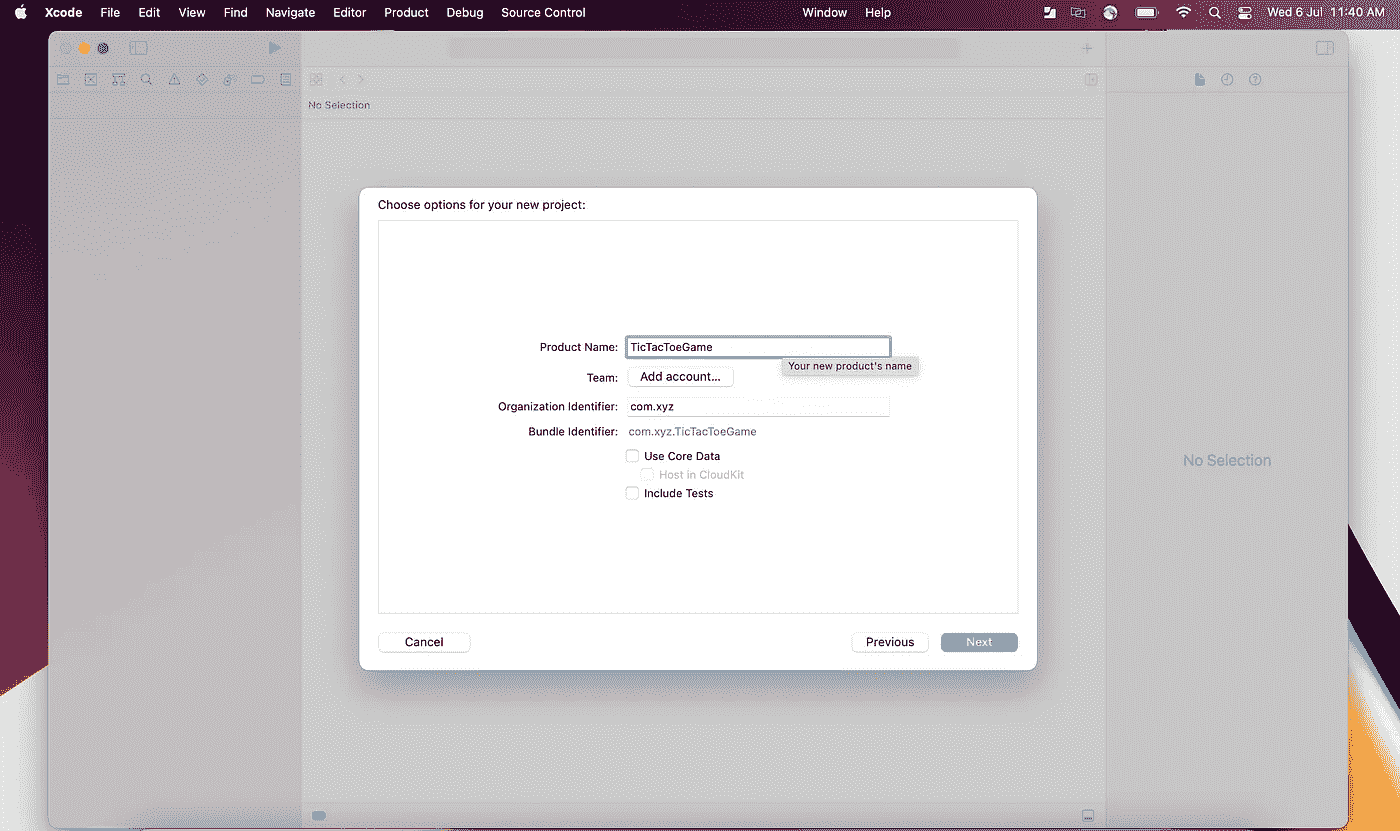 Xcode File Edit View Find Navigate Editor Product Debug Source Control Window Help Wed 6 Jul 11:40 AM
No Selection
Choose options for your new project:
Product Name: TicTacToeGame
Your new product's name
Team: Add account...
Organization Identifier: com.xyz
Bundle Identifier: com.xyz.TicTacToeGame
Use Core Data
No Selection
Host in CloudKit
Include Tests
Cancel Previous Next